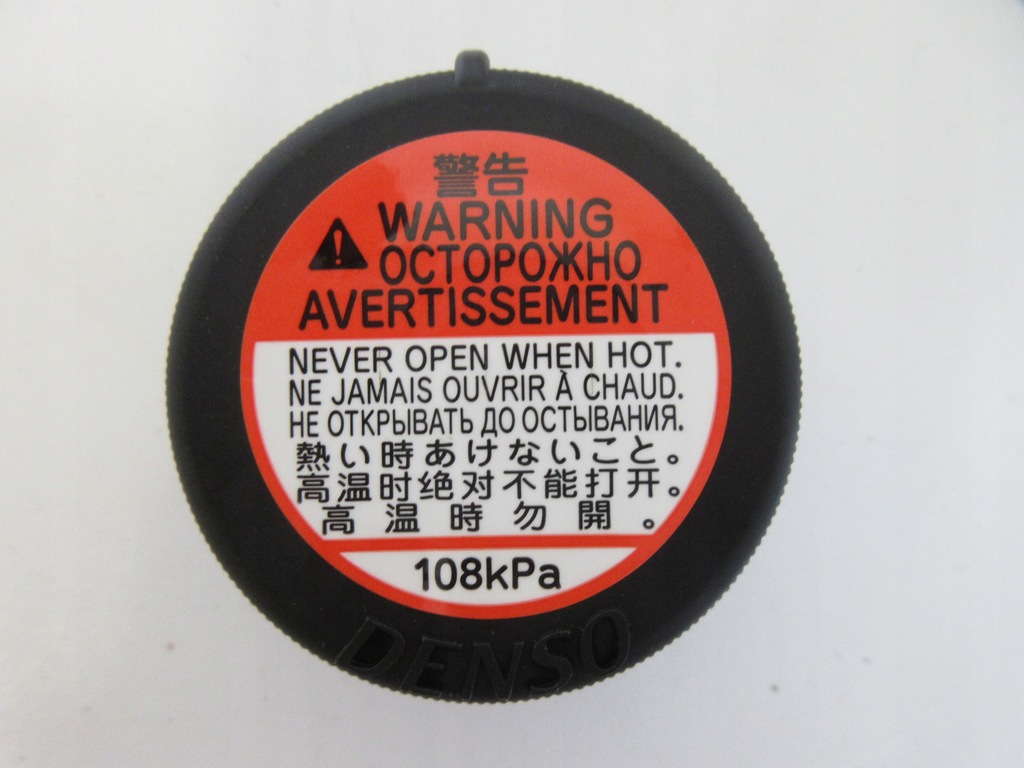 警告
WARNING
ОСТОРОЖНО
AVERTISSEMENT
NEVER OPEN WHEN HOT.
NE JAMAIS OUVRIR À CHAUD.
НЕ ОТКРЫВАТЬ ДО ОСТЫВАНИЯ.
熱い時あけないこと。
高温时绝对不能打开。
高温時勿開。
108kPa
DENSO